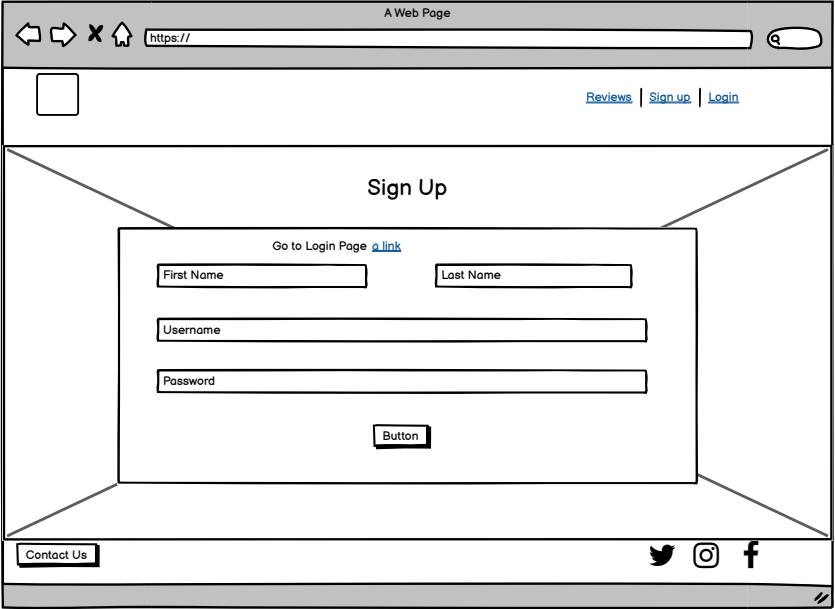 A Web Page
https://
Reviews Sign up Login
Sign Up
Go to Login Page a link
First Name Last Name
Username
Password
Button
Contact Us